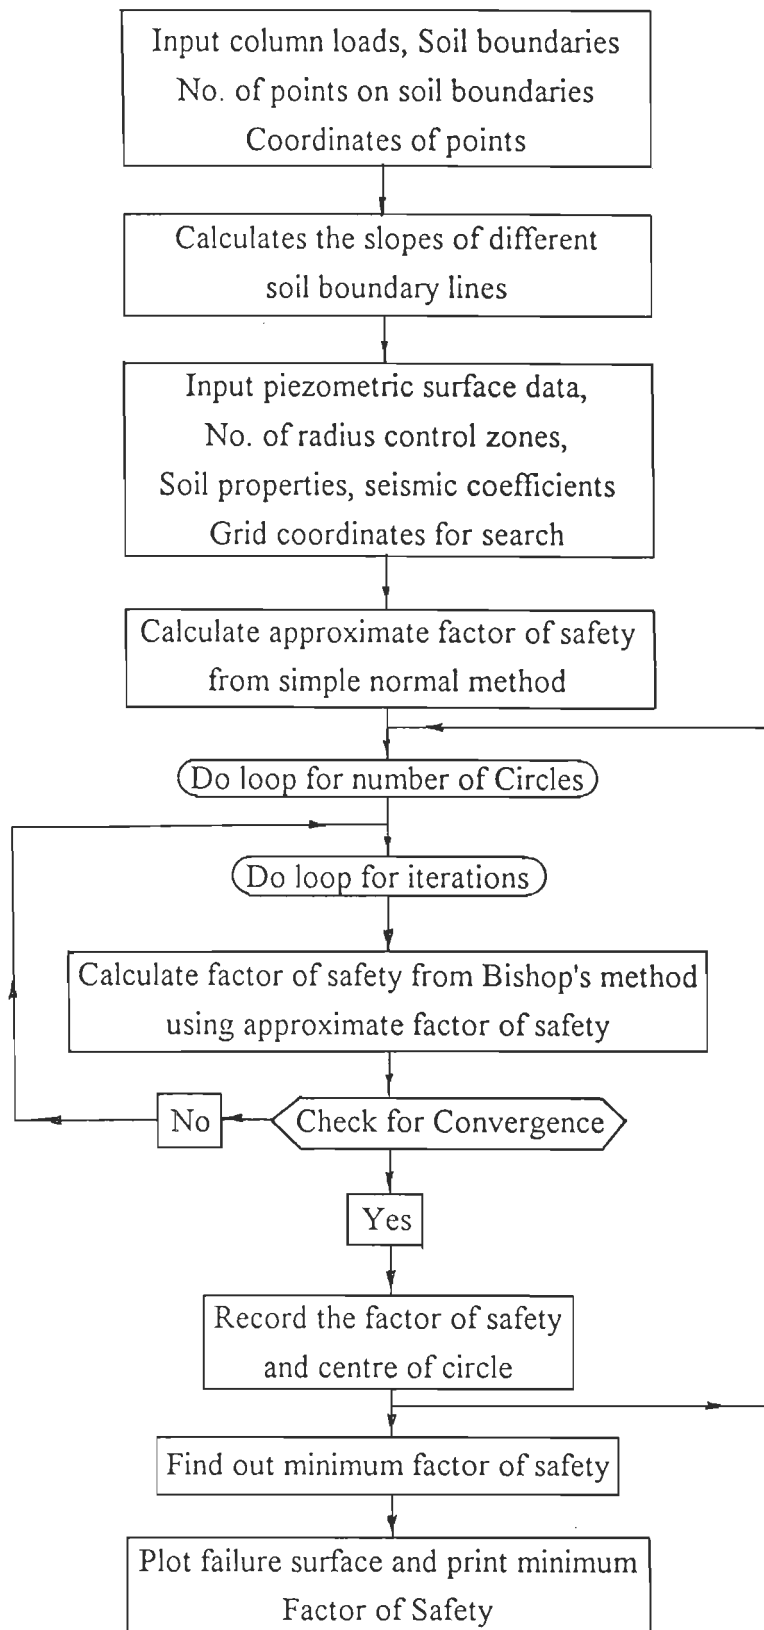 Input column loads, Soil boundaries
No. of points on soil boundaries
Coordinates of points
Calculates the slopes of different
soil boundary lines
Input piezometric surface data,
No. of radius control zones,
Soil properties, seismic coefficients
Grid coordinates for search
Calculate approximate factor of safety
from simple normal method
Do loop for number of Circles
Do loop for iterations
Calculate factor of safety from Bishop's method
using approximate factor of safety
No
Check for Convergence
Yes
Record the factor of safety
and centre of circle
Find out minimum factor of safety
Plot failure surface and print minimum
Factor of Safety